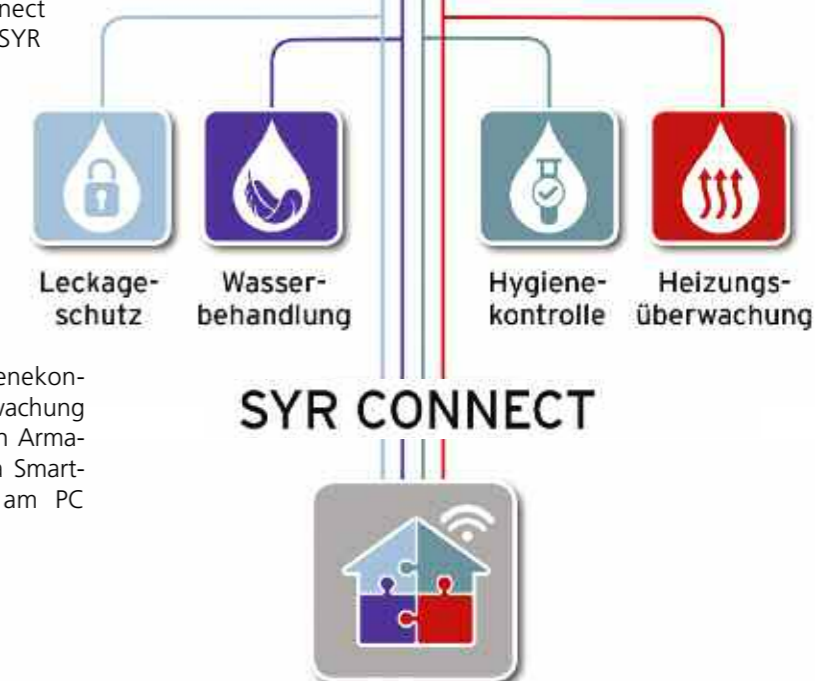 nect
SYR
Leckage-
schutz
Wasser-
behandlung
Hygiene-
kontrolle
Heizungs-
überwachung
enekon-
wachung
n Arma-
n Smart-
am PC
SYR CONNECT